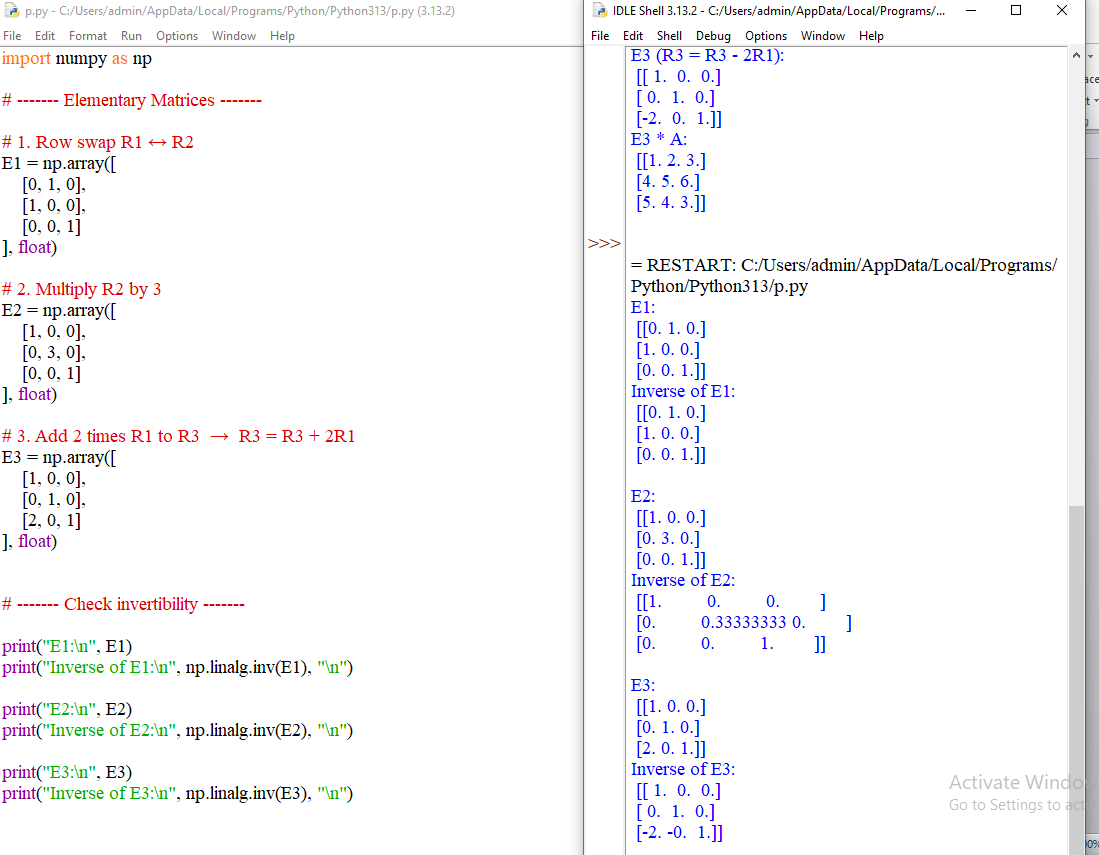 p.py - C:/Users/admin/AppData/Local/Programs/Python/Python313/p.py (3.13.2)
File Edit Format Run Options Window Help
import numpy as np
# ------- Elementary Matrices -------
# 1. Row swap R1 ↔ R2
E1 = np.array([
[0, 1, 0],
[1, 0, 0],
[0, 0, 1]
], float)
# 2. Multiply R2 by 3
E2 = np.array([
[1, 0, 0],
[0, 3, 0],
[0, 0, 1]
], float)
# 3. Add 2 times R1 to R3 → R3 = R3 + 2R1
E3 = np.array([
[1, 0, 0],
[0, 1, 0],
[2, 0, 1]
], float)
# ------- Check invertibility -------
print("E1:\n", E1)
print("Inverse of E1:\n", np.linalg.inv(E1), "\n")
print("E2:\n", E2)
print("Inverse of E2:\n", np.linalg.inv(E2), "\n")
print("E3:\n", E3)
print("Inverse of E3:\n", np.linalg.inv(E3), "\n")
IDLE Shell 3.13.2 - C:/Users/admin/AppData/Local/Programs/...
File Edit Shell Debug Options Window Help
E3 (R3 = R3 - 2R1):
[[ 1. 0. 0.]
[ 0. 1. 0.]
[-2. 0. 1.]]
E3 * A:
[[1. 2. 3.]
[4. 5. 6.]
[5. 4. 3.]]
>>>
= RESTART: C:/Users/admin/AppData/Local/Programs/
Python/Python313/p.py
E1:
[[0. 1. 0.]
[1. 0. 0.]
[0. 0. 1.]]
Inverse of E1:
[[0. 1. 0.]
[1. 0. 0.]
[0. 0. 1.]]
E2:
[[1. 0. 0.]
[0. 3. 0.]
[0. 0. 1.]]
Inverse of E2:
[[1. 0. 0. ]
[0. 0.33333333 0. ]
[0. 0. 1. ]]
E3:
[[1. 0. 0.]
[0. 1. 0.]
[2. 0. 1.]]
Inverse of E3:
[[ 1. 0. 0.]
[ 0. 1. 0.]
[-2. -0. 1.]]
Activate Windo
Go to Settings to act